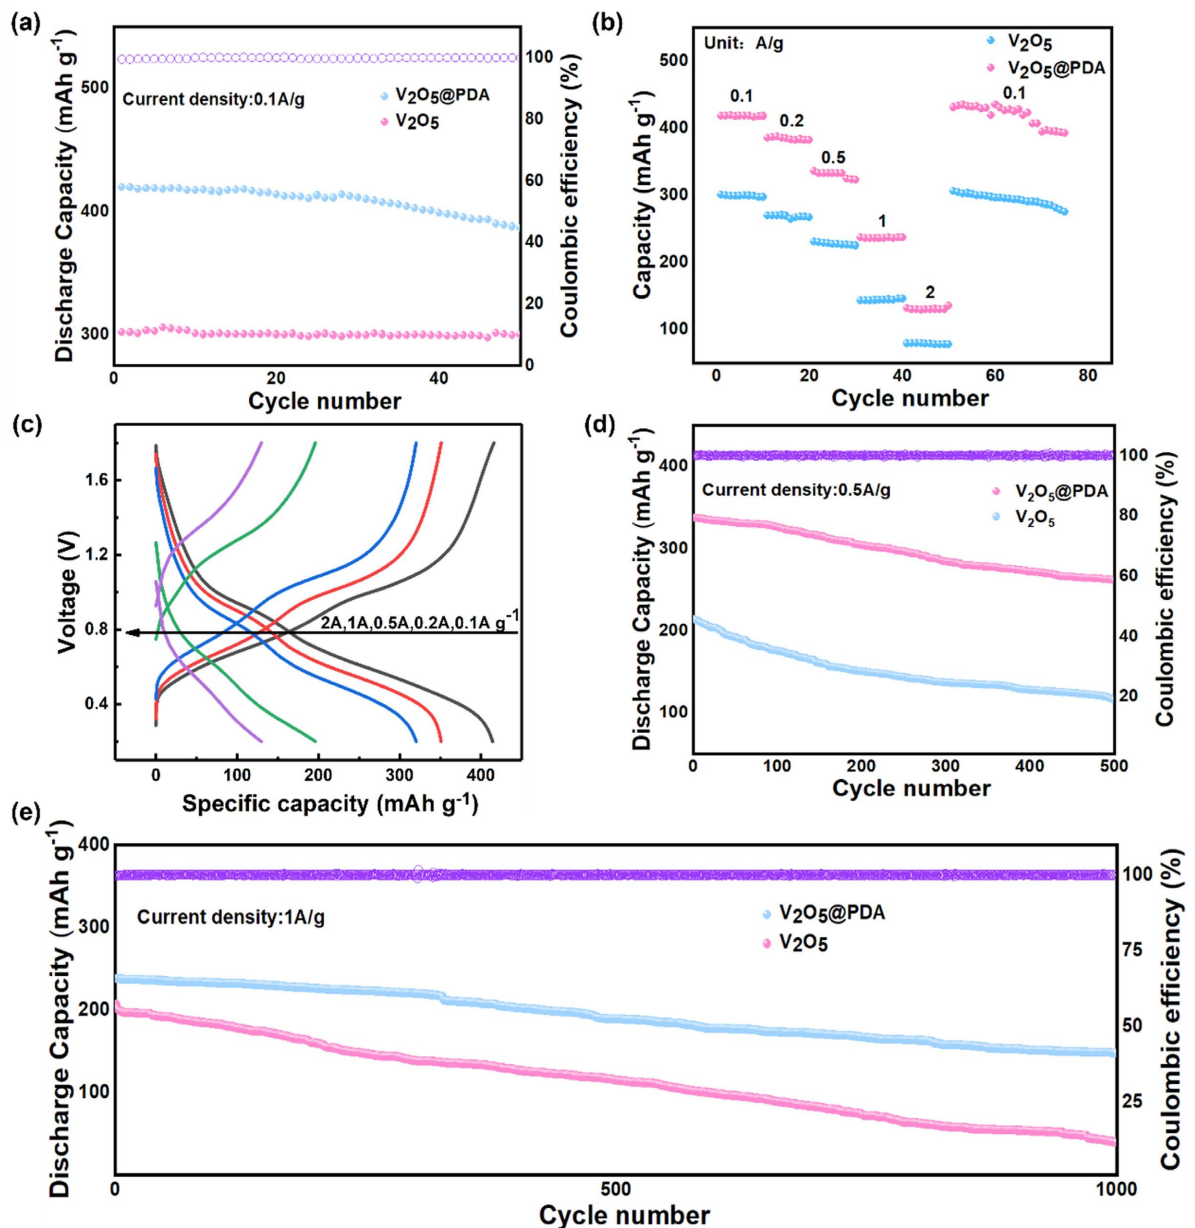 (a)
Discharge Capacity (mAh g⁻¹)
500
400
300
Current density:0.1A/g
V₂O₅@PDA
V₂O₅
100
80
60
40
20
0
Coulombic efficiency (%)
0
20
40
Cycle number
(b)
Capacity (mAh g⁻¹)
500
400
300
200
100
Unit: A/g
V₂O₅
V₂O₅@PDA
0.1
0.2
0.5
1
2
0.1
0
20
40
60
80
Cycle number
(c)
Voltage (V)
1.6
1.2
0.8
0.4
2A,1A,0.5A,0.2A,0.1A g⁻¹
0
100
200
300
400
Specific capacity (mAh g⁻¹)
(d)
Discharge Capacity (mAh g⁻¹)
400
300
200
100
Current density:0.5A/g
V₂O₅@PDA
V₂O₅
100
80
60
40
20
Coulombic efficiency (%)
0
100
200
300
400
500
Cycle number
(e)
Discharge Capacity (mAh g⁻¹)
400
300
200
100
Current density:1A/g
V₂O₅@PDA
V₂O₅
100
75
50
25
0
Coulombic efficiency (%)
0
500
1000
Cycle number